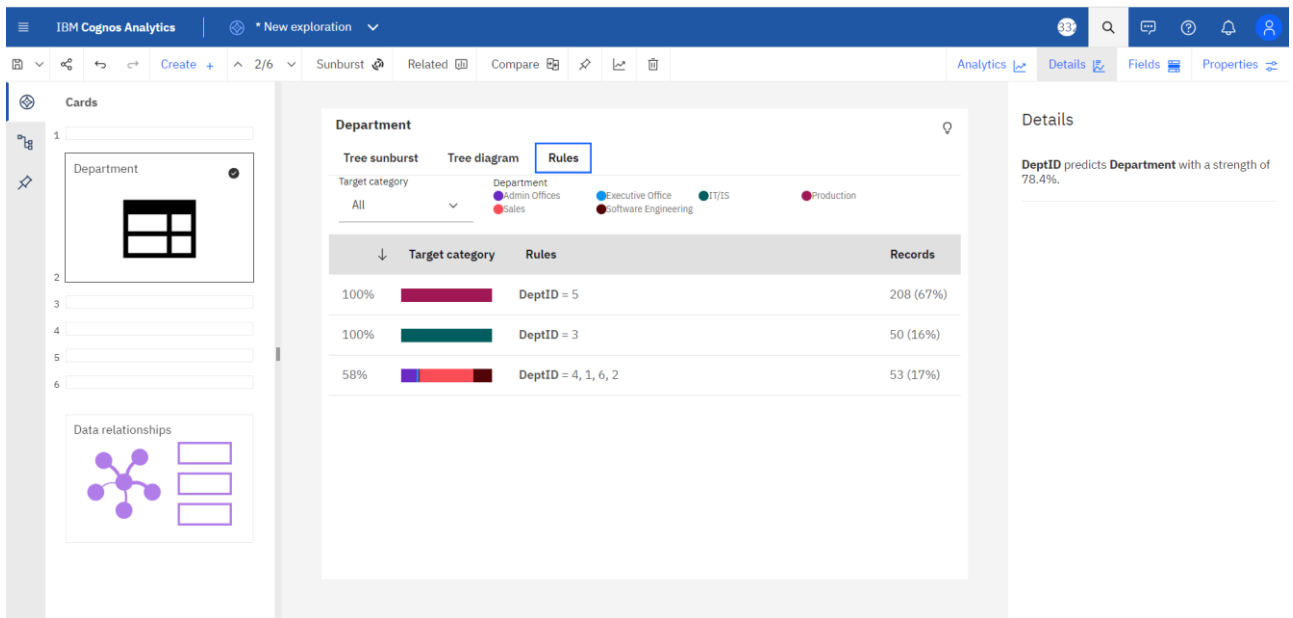 IBM Cognos Analytics
* New exploration
Create +
2/6
Sunburst
Related
Compare
Analytics
Details
Fields
Properties
Cards
1
Department
2
3
4
5
6
Data relationships
Department
Tree sunburst Tree diagram Rules
Target category
All
Department
Admin Offices Executive Office IT/IS Production
Sales Software Engineering
Target category Rules Records
100% DeptID = 5 208 (67%)
100% DeptID = 3 50 (16%)
58% DeptID = 4, 1, 6, 2 53 (17%)
Details
DeptID predicts Department with a strength of
78.4%.